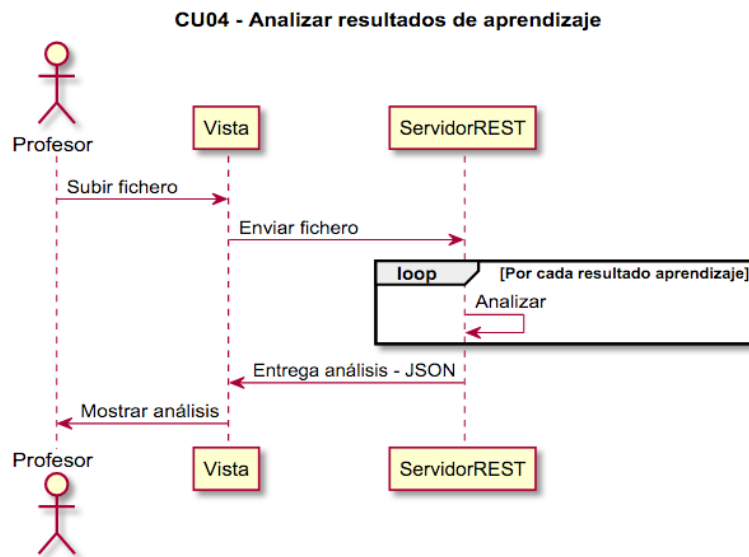 CU04 - Analizar resultados de aprendizaje
Profesor
Vista
ServidorREST
Subir fichero
Enviar fichero
loop
[Por cada resultado aprendizaje]
Analizar
Entrega análisis - JSON
Mostrar análisis
Profesor
Vista
ServidorREST